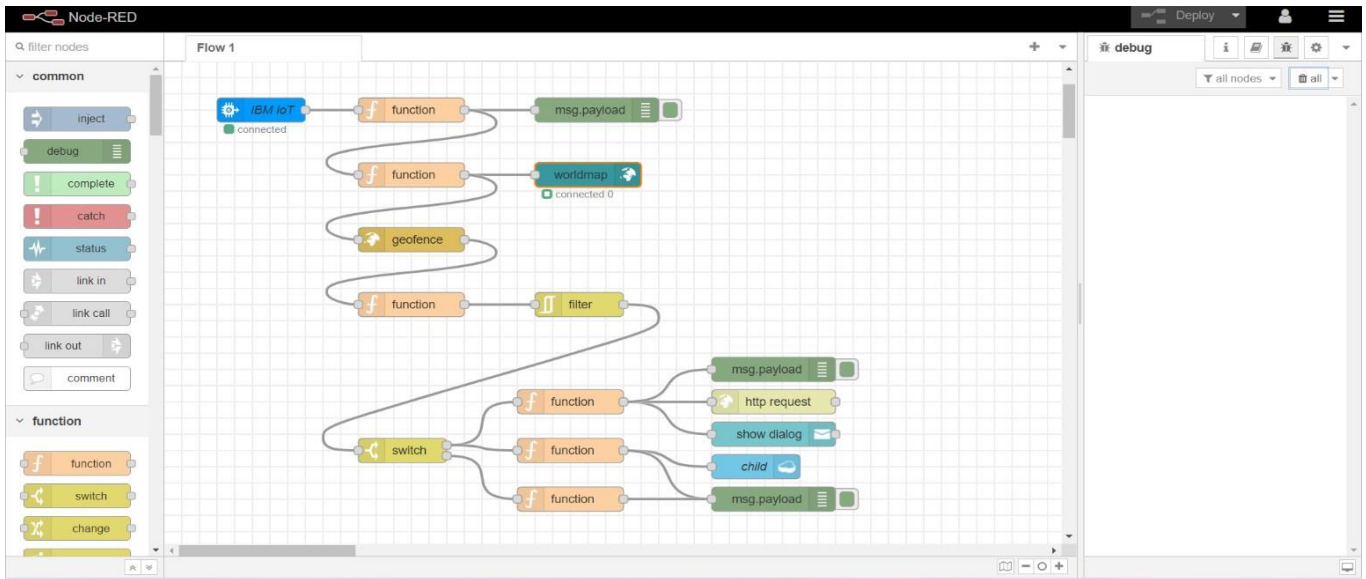 Node-RED
Deploy
filter nodes
Flow 1
debug
i
all nodes
all
common
inject
debug
complete
catch
status
link in
link call
link out
comment
function
function
switch
change
IBM IoT
connected
function
msg.payload
function
worldmap
connected 0
geofence
function
filter
switch
function
function
function
msg.payload
http request
show dialog
child
msg.payload